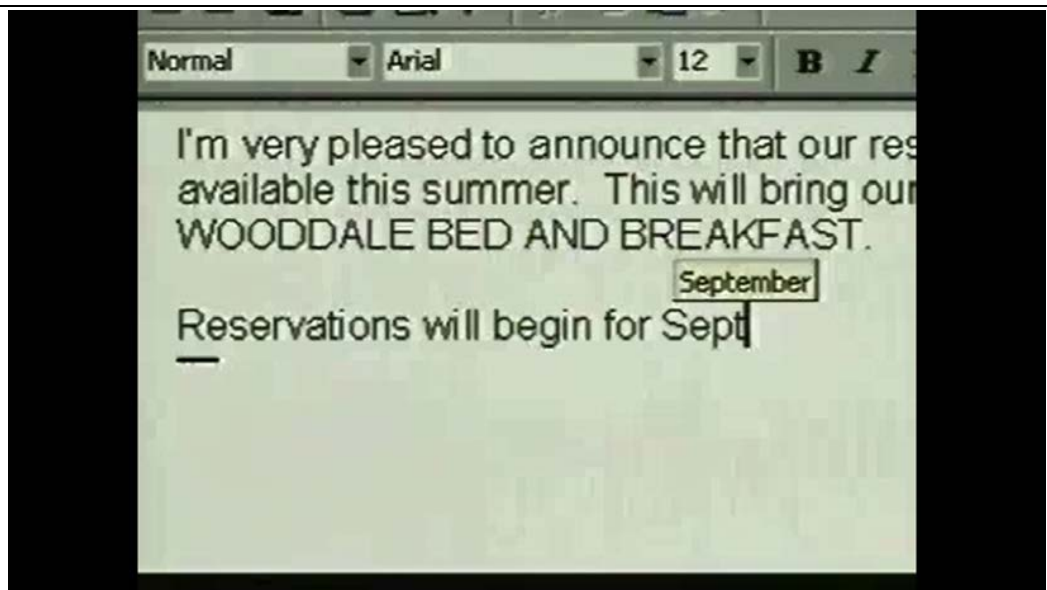 Normal Arial 12 B I
I'm very pleased to announce that our res
available this summer. This will bring our
WOODDALE BED AND BREAKFAST.
September
Reservations will begin for Sept